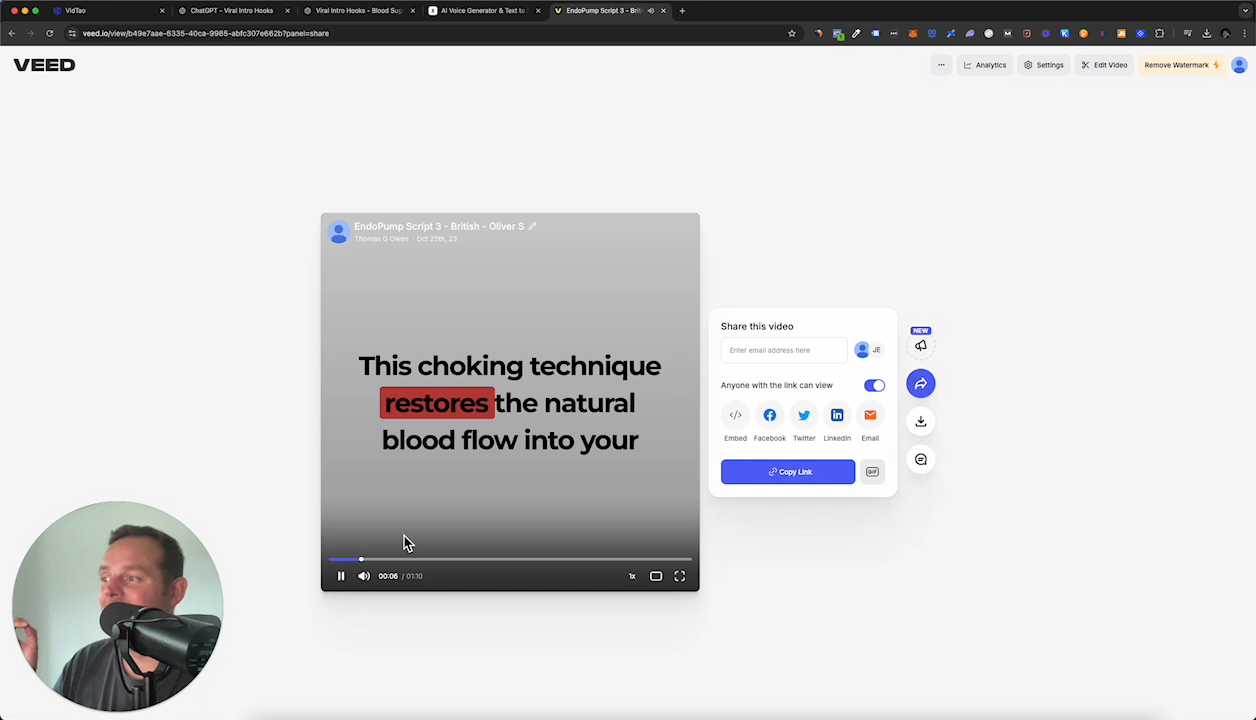 VidTao
ChatGPT - Viral Intro Hooks
Viral Intro Hooks - Blood Sug
AI Voice Generator & Text to
EndoPump Script 3 - Brit
veed.io/view/b49e7aae-6335-40ca-9985-abfc307e662b?panel=share
VEED
Analytics
Settings
Edit Video
Remove Watermark
EndoPump Script 3 - British - Oliver S
Thomas G Owen - Oct 25th, 23
This choking technique
restores the natural
blood flow into your
00:06 / 01:10
1x
Share this video
Enter email address here
JE
Anyone with the link can view
Embed
Facebook
Twitter
LinkedIn
Email
Copy Link
GIF
NEW